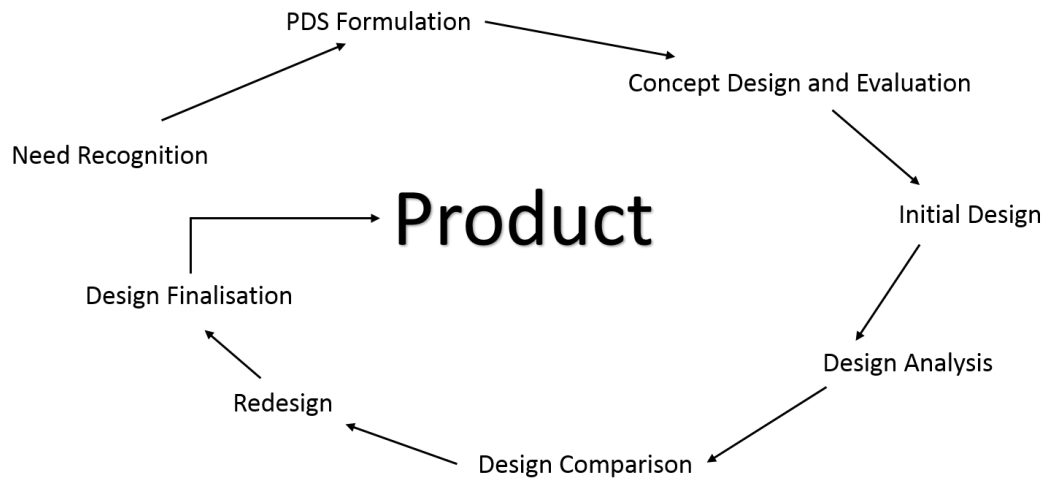 PDS Formulation
Concept Design and Evaluation
Need Recognition
Product
Initial Design
Design Finalisation
Design Analysis
Redesign
Design Comparison